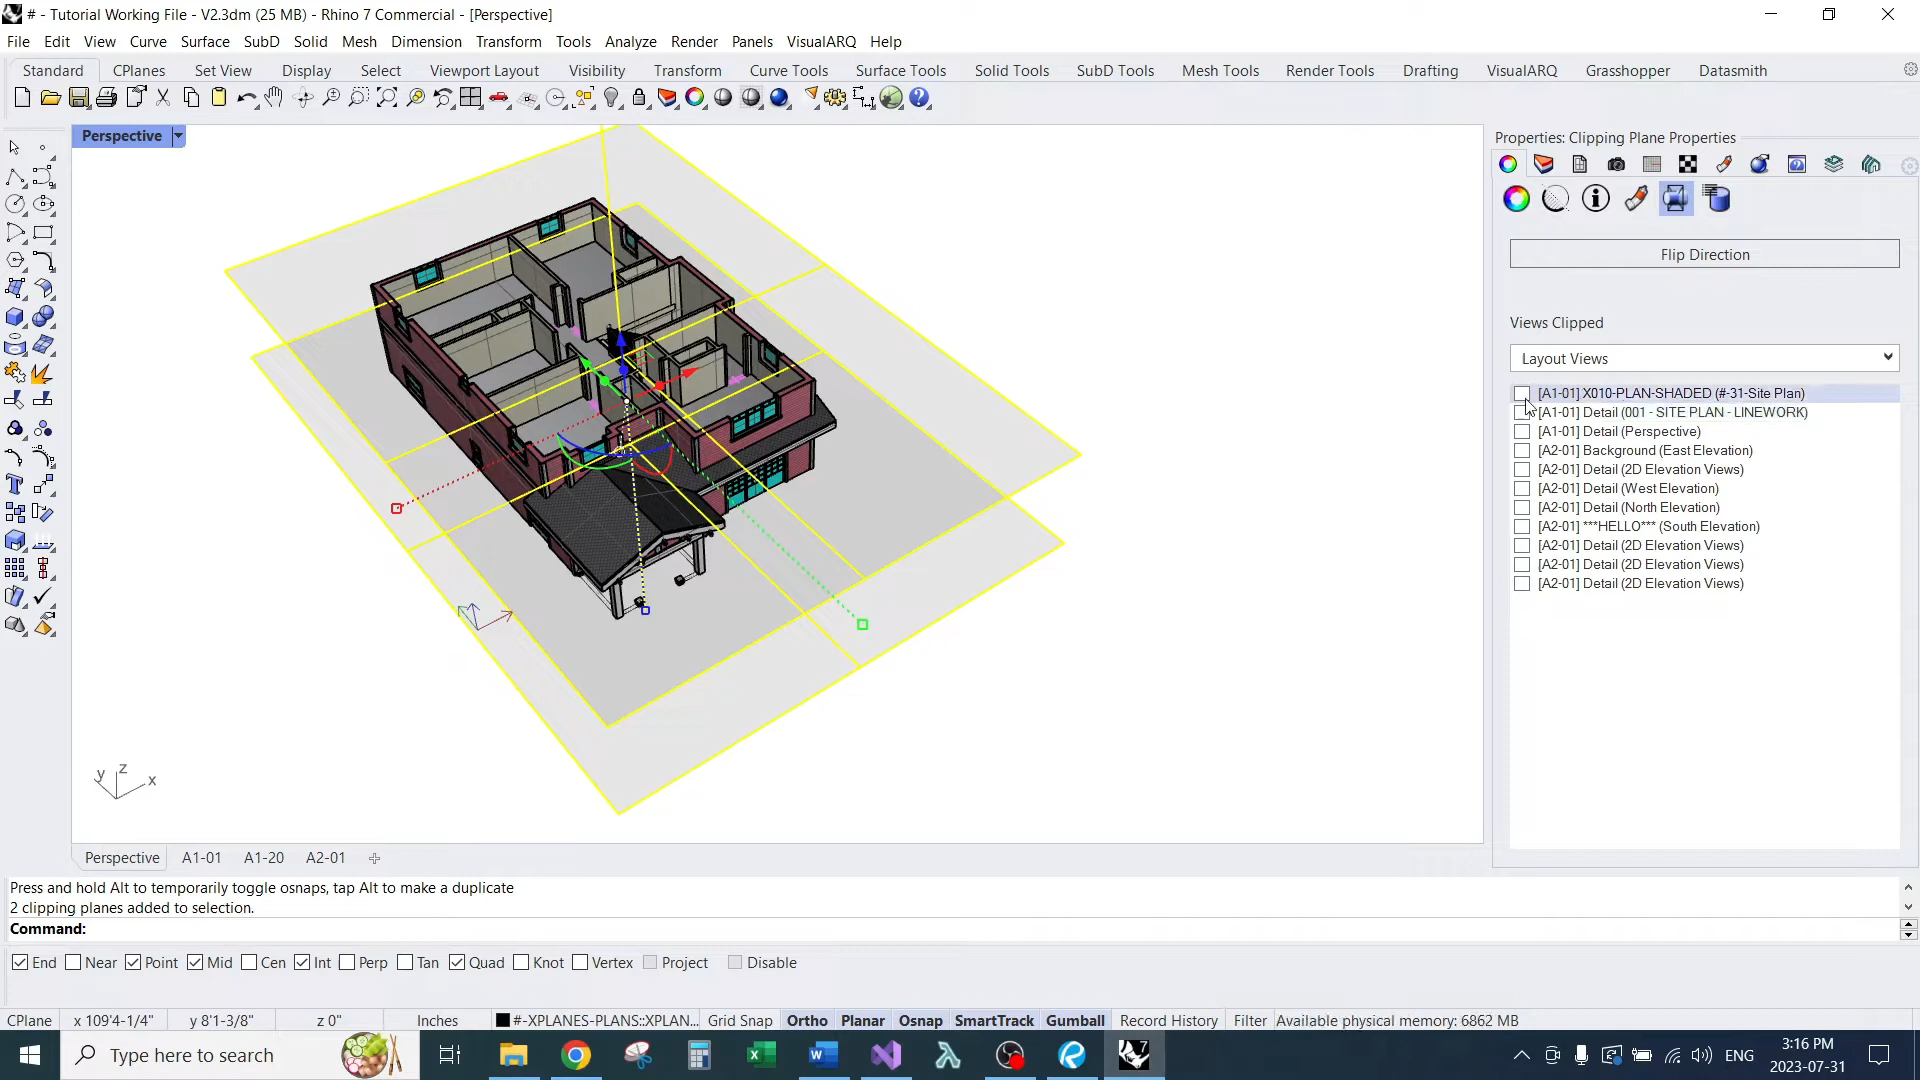 # - Tutorial Working File - V2.3dm (25 MB) - Rhino 7 Commercial - [Perspective]
File Edit View Curve Surface SubD Solid Mesh Dimension Transform Tools Analyze Render Panels VisualARQ Help
Standard CPlanes Set View Display Select Viewport Layout Visibility Transform Curve Tools Surface Tools Solid Tools SubD Tools Mesh Tools Render Tools Drafting VisualARQ Grasshopper Datasmith
Perspective
Properties: Clipping Plane Properties
Flip Direction
Views Clipped
Layout Views
[A1-01] X010-PLAN-SHADED (#-31-Site Plan)
[A1-01] Detail (001 - SITE PLAN - LINEWORK)
[A1-01] Detail (Perspective)
[A2-01] Background (East Elevation)
[A2-01] Detail (2D Elevation Views)
[A2-01] Detail (West Elevation)
[A2-01] Detail (North Elevation)
[A2-01] ***HELLO*** (South Elevation)
[A2-01] Detail (2D Elevation Views)
[A2-01] Detail (2D Elevation Views)
[A2-01] Detail (2D Elevation Views)
y z x
Perspective A1-01 A1-20 A2-01
Press and hold Alt to temporarily toggle osnaps, tap Alt to make a duplicate
2 clipping planes added to selection.
Command:
End Near Point Mid Cen Int Perp Tan Quad Knot Vertex Project Disable
CPlane x 109'4-1/4" y 8'1-3/8" z 0" Inches #-XPLANES-PLANS::XPLAN... Grid Snap Ortho Planar Osnap SmartTrack Gumball Record History Filter Available physical memory: 6862 MB
Type here to search
ENG
3:16 PM
2023-07-31